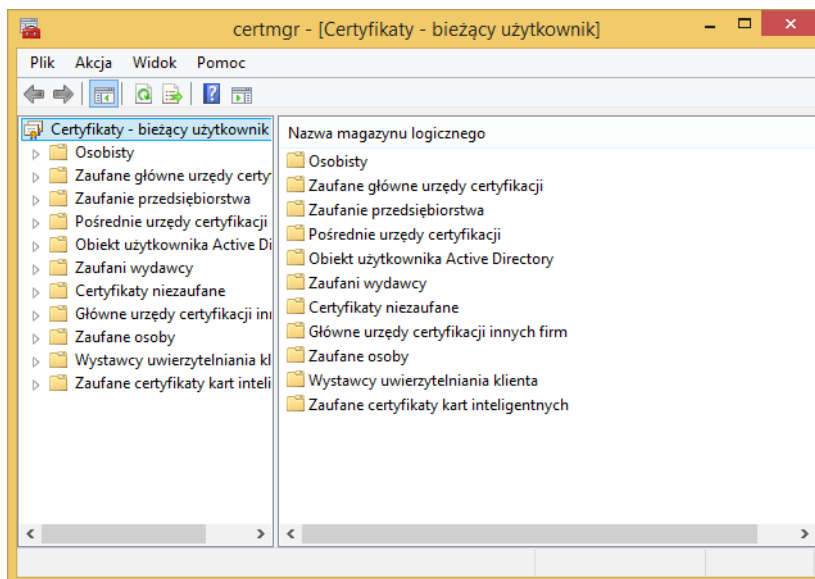 certmgr - [Certyfikaty - bieżący użytkownik]
Plik Akcja Widok Pomoc
Certyfikaty - bieżący użytkownik
Osobisty
Zaufane główne urzędy certy
Zaufanie przedsiębiorstwa
Pośrednie urzędy certyfikacji
Obiekt użytkownika Active Di
Zaufani wydawcy
Certyfikaty niezaufane
Główne urzędy certyfikacji inn
Zaufane osoby
Wystawcy uwierzytelniania kl
Zaufane certyfikaty kart inteli
Nazwa magazynu logicznego
Osobisty
Zaufane główne urzędy certyfikacji
Zaufanie przedsiębiorstwa
Pośrednie urzędy certyfikacji
Obiekt użytkownika Active Directory
Zaufani wydawcy
Certyfikaty niezaufane
Główne urzędy certyfikacji innych firm
Zaufane osoby
Wystawcy uwierzytelniania klienta
Zaufane certyfikaty kart inteligentnych